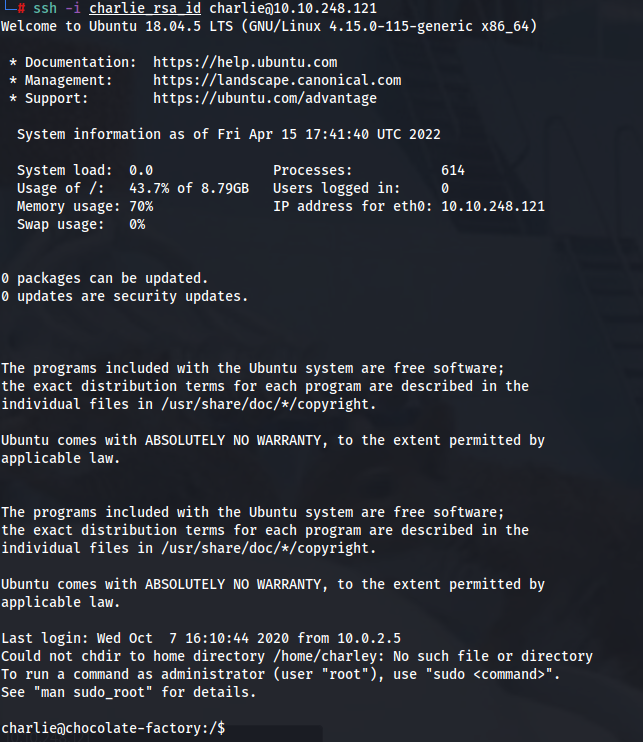 └─# ssh -i charlie_rsa_id charlie@10.10.248.121
Welcome to Ubuntu 18.04.5 LTS (GNU/Linux 4.15.0-115-generic x86_64)
* Documentation:  https://help.ubuntu.com
* Management:     https://landscape.canonical.com
* Support:        https://ubuntu.com/advantage
System information as of Fri Apr 15 17:41:40 UTC 2022
System load:  0.0               Processes:           614
Usage of /:   43.7% of 8.79GB   Users logged in:     0
Memory usage: 70%               IP address for eth0: 10.10.248.121
Swap usage:   0%
0 packages can be updated.
0 updates are security updates.
The programs included with the Ubuntu system are free software;
the exact distribution terms for each program are described in the
individual files in /usr/share/doc/*/copyright.
Ubuntu comes with ABSOLUTELY NO WARRANTY, to the extent permitted by
applicable law.
The programs included with the Ubuntu system are free software;
the exact distribution terms for each program are described in the
individual files in /usr/share/doc/*/copyright.
Ubuntu comes with ABSOLUTELY NO WARRANTY, to the extent permitted by
applicable law.
Last login: Wed Oct  7 16:10:44 2020 from 10.0.2.5
Could not chdir to home directory /home/charley: No such file or directory
To run a command as administrator (user "root"), use "sudo <command>".
See "man sudo_root" for details.
charlie@chocolate-factory:/$